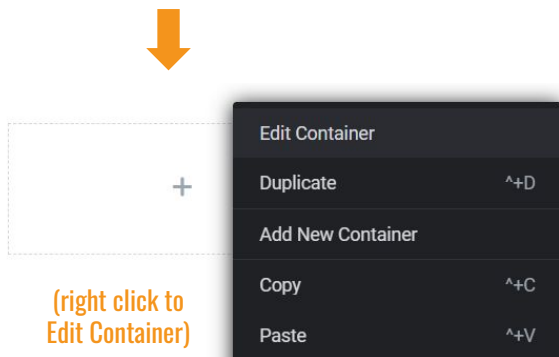 Edit Container
Duplicate ^+D
Add New Container
Copy ^+C
Paste ^+V
(right click to
Edit Container)